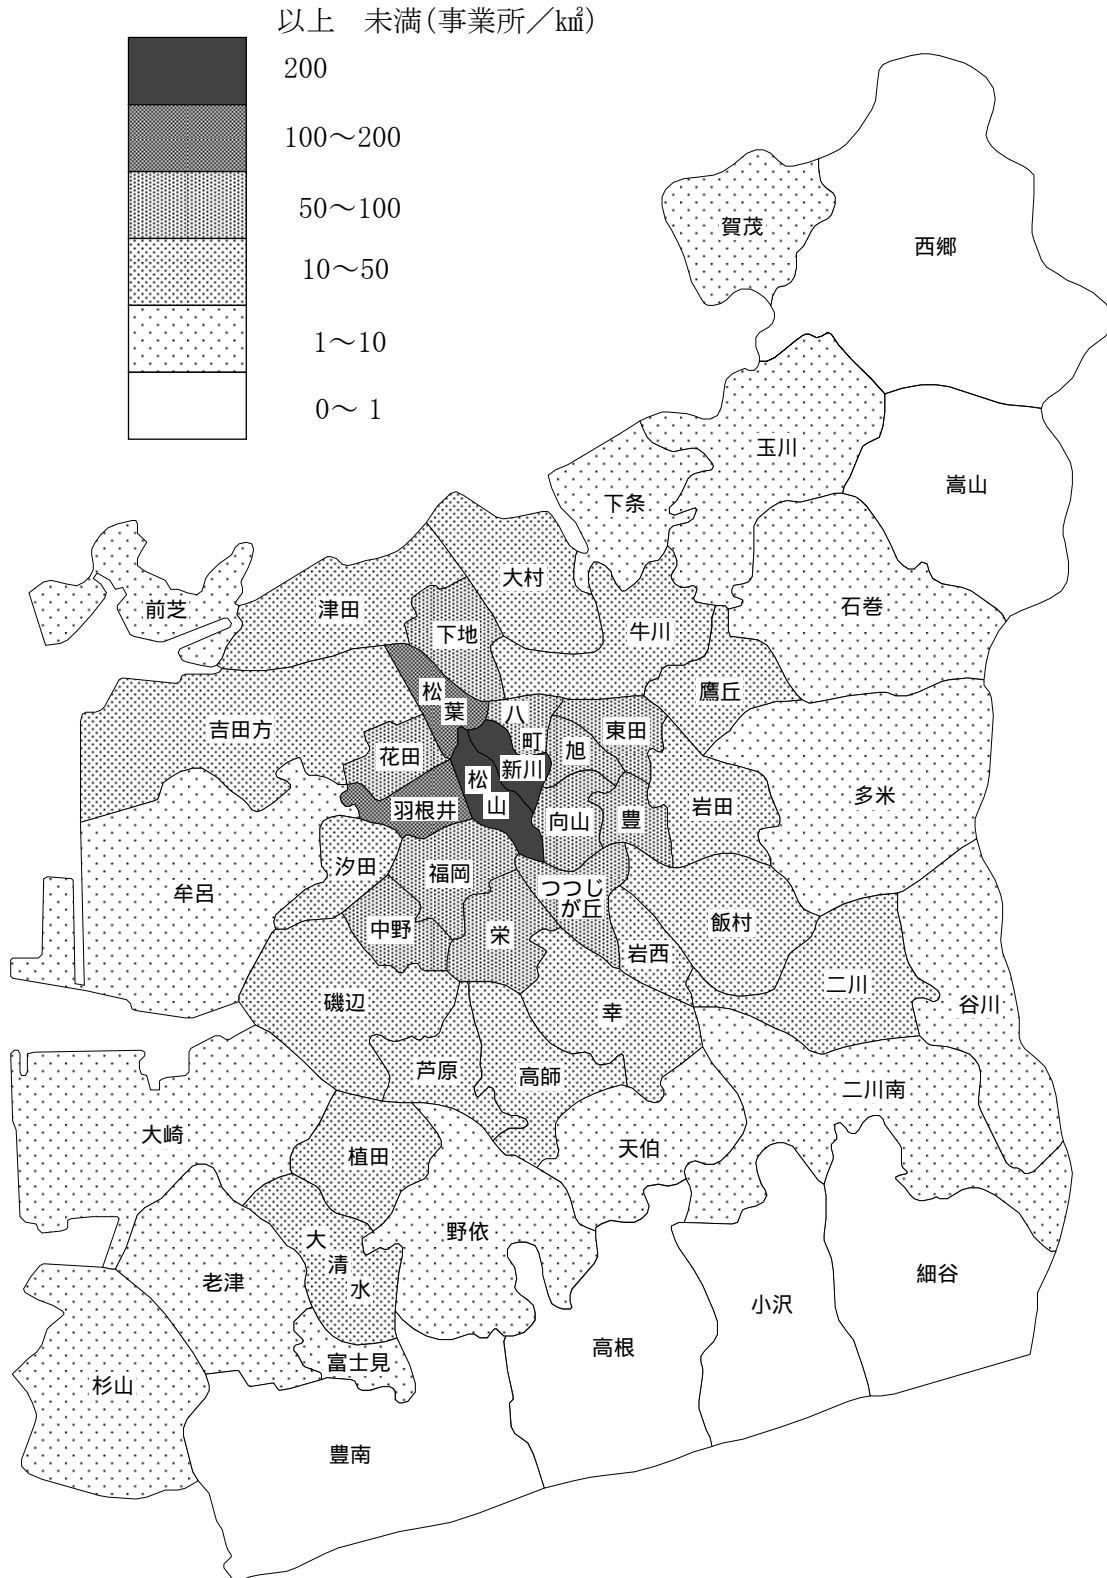 以上　未満(事業所／㎢)
200
100～200
50～100
10～50
1～10
0～ 1
賀茂
西郷
玉川
嵩山
下条
大村
石巻
前芝
津田
下地
牛川
鷹丘
松葉
吉田方
八町
東田
花田
旭
新川
松山
多米
羽根井
向山
豊
岩田
汐田
福岡
つつじ
が丘
牟呂
中野
栄
飯村
岩西
二川
磯辺
幸
谷川
芦原
高師
二川南
大崎
植田
天伯
野依
大清水
老津
細谷
小沢
高根
富士見
杉山
豊南